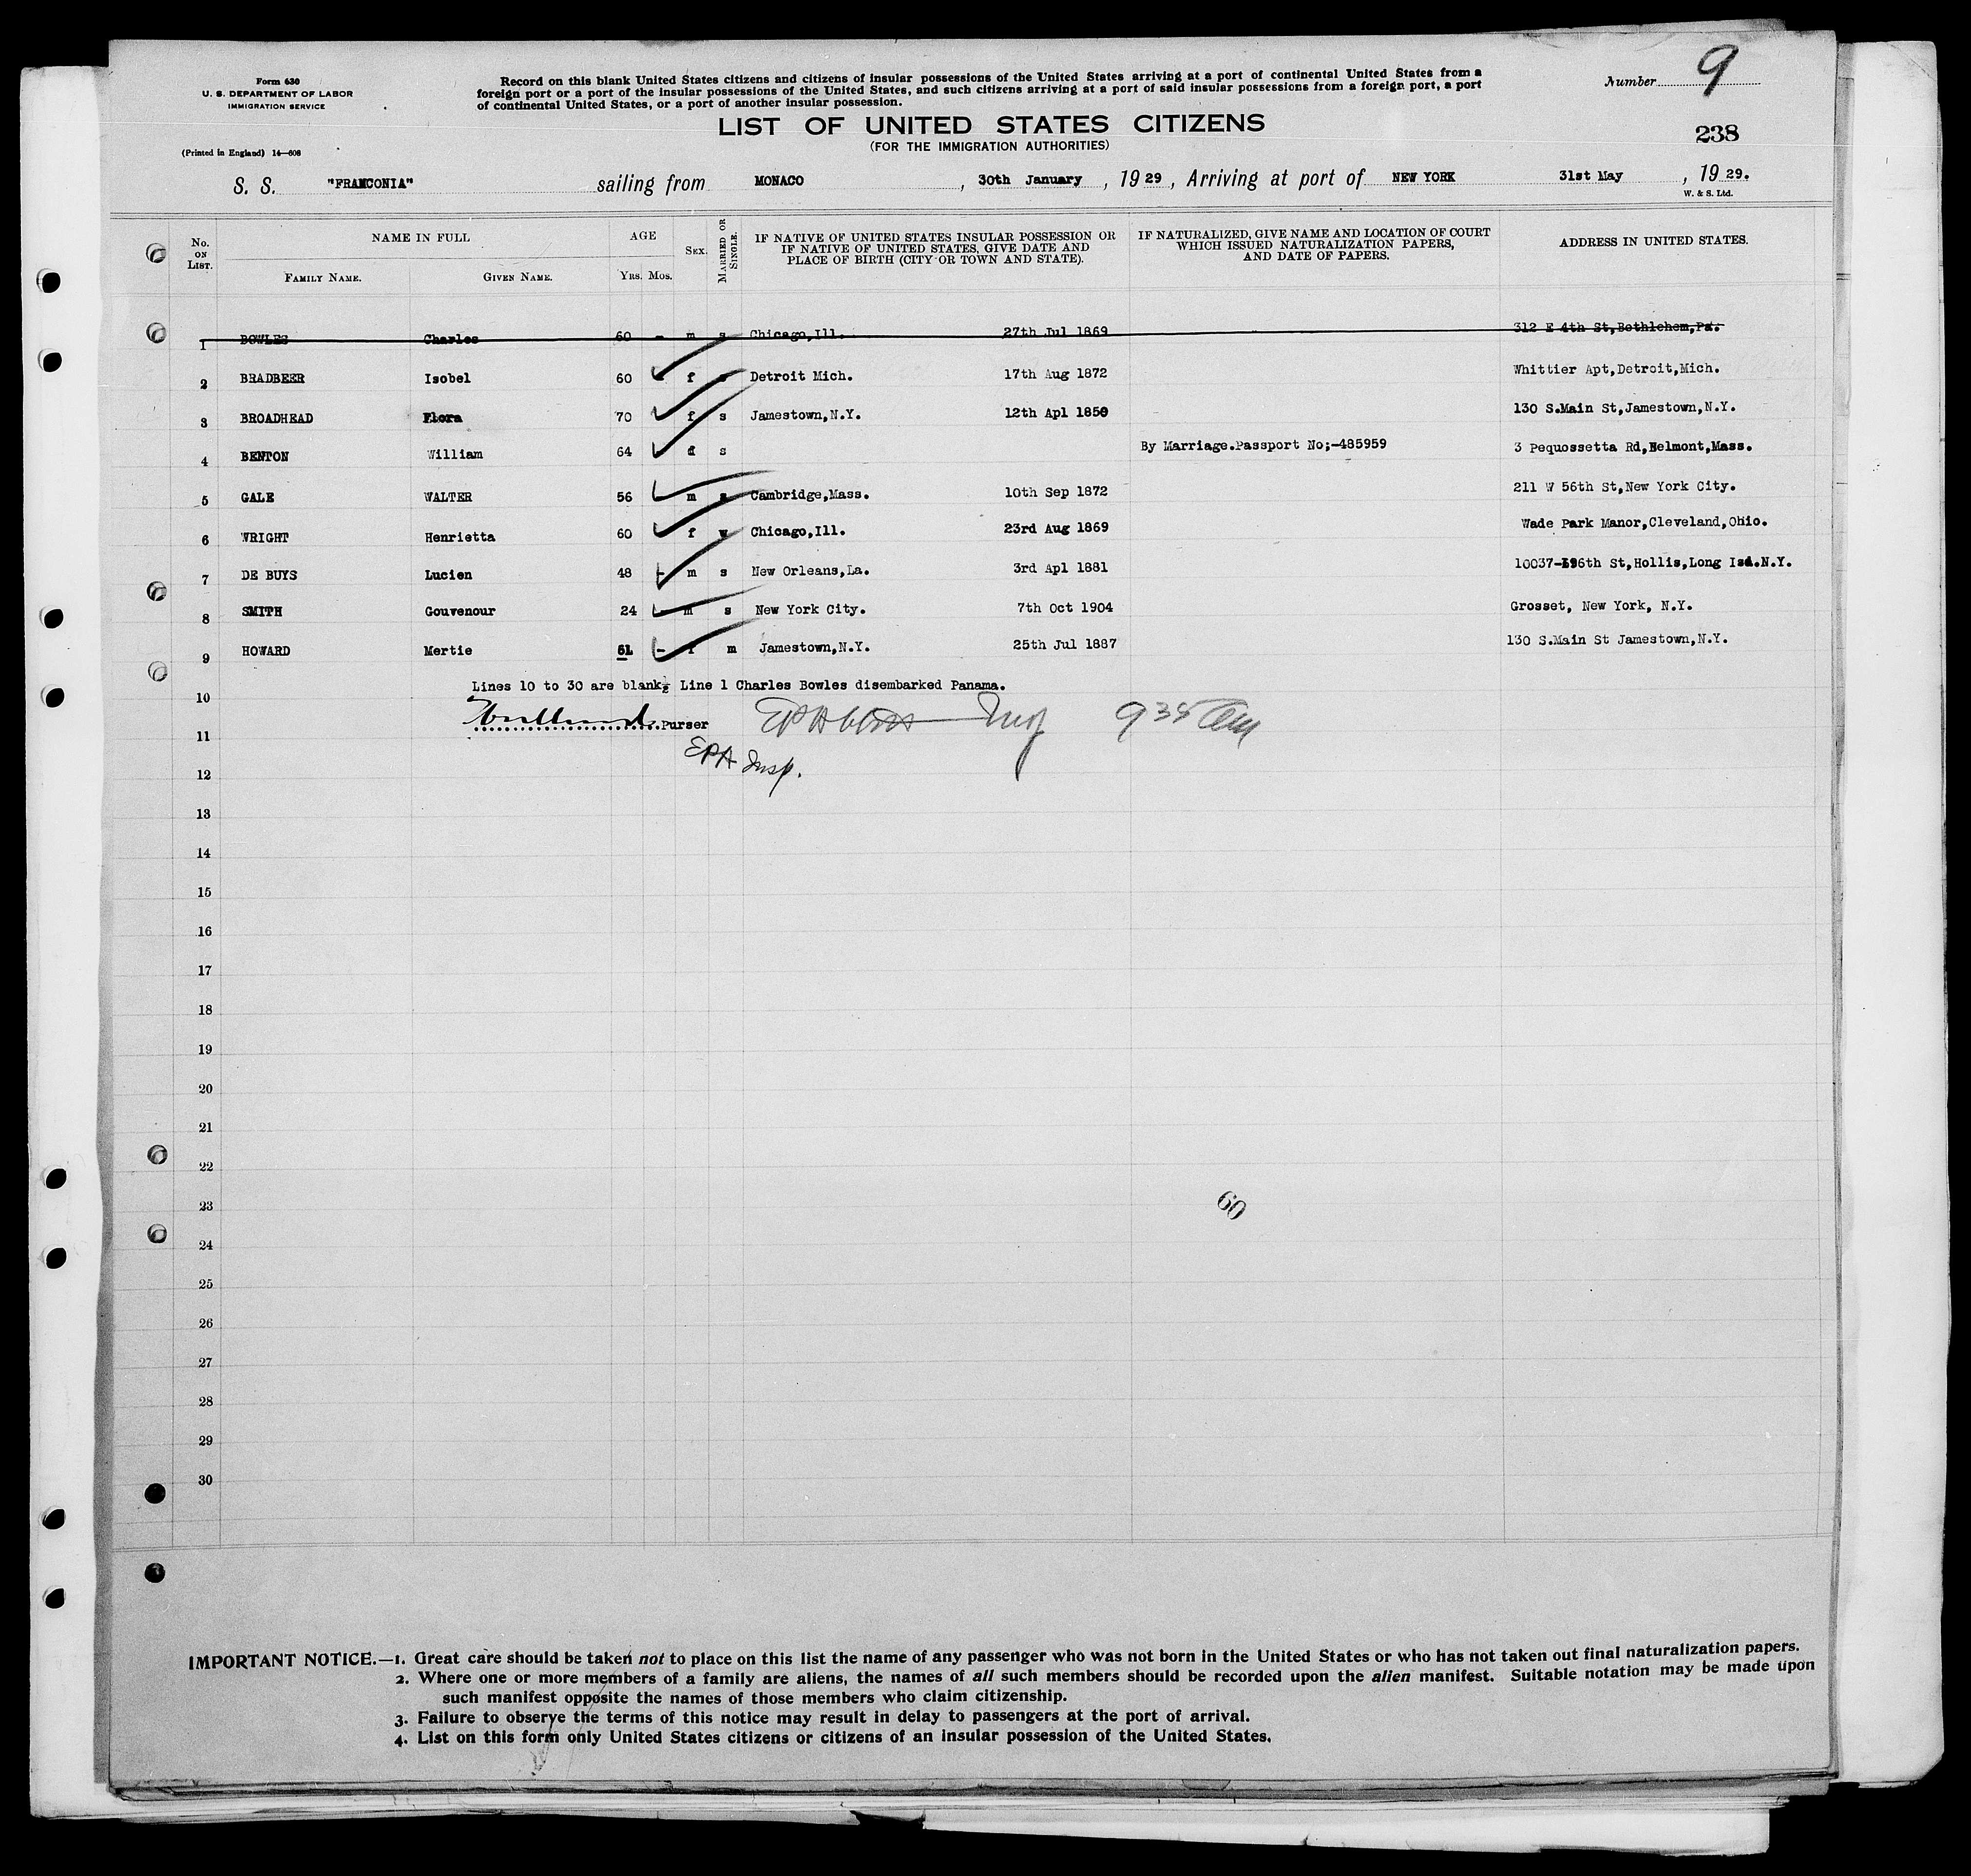 Form 630
U. S. DEPARTMENT OF LABOR
IMMIGRATION SERVICE
(Printed in England) 14—608
Record on this blank United States citizens and citizens of insular possessions of the United States arriving at a port of continental United States from a
foreign port or a port of the insular possessions of the United States, and such citizens arriving at a port of said insular possessions from a foreign port, a port
of continental United States, or a port of another insular possession.
Number 9
LIST OF UNITED STATES CITIZENS
(FOR THE IMMIGRATION AUTHORITIES)
238
S. S. "FRANCONIA" sailing from MONACO, 30th January, 1929, Arriving at port of NEW YORK 31st May, 1929.
W. & S. Ltd.
No. ON LIST.
NAME IN FULL
FAMILY NAME. GIVEN NAME.
AGE
YRS. MOS.
SEX.
MARRIED OR SINGLE.
IF NATIVE OF UNITED STATES INSULAR POSSESSION OR
IF NATIVE OF UNITED STATES, GIVE DATE AND
PLACE OF BIRTH (CITY OR TOWN AND STATE).
IF NATURALIZED, GIVE NAME AND LOCATION OF COURT
WHICH ISSUED NATURALIZATION PAPERS,
AND DATE OF PAPERS.
ADDRESS IN UNITED STATES.
1 BOWLES Charles 60 - m s Chicago,Ill. 27th Jul 1869 312 E 4th St,Bethlehem,Pa.
2 BRADBEER Isobel 60 f Detroit Mich. 17th Aug 1872 Whittier Apt,Detroit,Mich.
3 BROADHEAD Flora 70 f s Jamestown,N.Y. 12th Apl 1850 130 S.Main St,Jamestown,N.Y.
4 BENTON William 64 s By Marriage.Passport No;-485959 3 Pequossetta Rd,Belmont,Mass.
5 GALE WALTER 56 m s Cambridge,Mass. 10th Sep 1872 211 W 56th St,New York City.
6 WRIGHT Henrietta 60 f w Chicago,Ill. 23rd Aug 1869 Wade Park Manor,Cleveland,Ohio.
7 DE BUYS Lucien 48 - m s New Orleans,La. 3rd Apl 1881 10037-196th St,Hollis,Long Isd.N.Y.
8 SMITH Gouvenour 24 - m s New York City. 7th Oct 1904 Grosset, New York, N.Y.
9 HOWARD Mertie 51 - f m Jamestown,N.Y. 25th Jul 1887 130 S.Main St Jamestown,N.Y.
Lines 10 to 30 are blank; Line 1 Charles Bowles disembarked Panama.
10
Purser 9 35 am
11
EPA Insp.
12
13
14
15
16
17
18
19
20
21
22
23
60
24
25
26
27
28
29
30
IMPORTANT NOTICE.—1. Great care should be taken not to place on this list the name of any passenger who was not born in the United States or who has not taken out final naturalization papers.
2. Where one or more members of a family are aliens, the names of all such members should be recorded upon the alien manifest. Suitable notation may be made upon
such manifest opposite the names of those members who claim citizenship.
3. Failure to observe the terms of this notice may result in delay to passengers at the port of arrival.
4. List on this form only United States citizens or citizens of an insular possession of the United States.